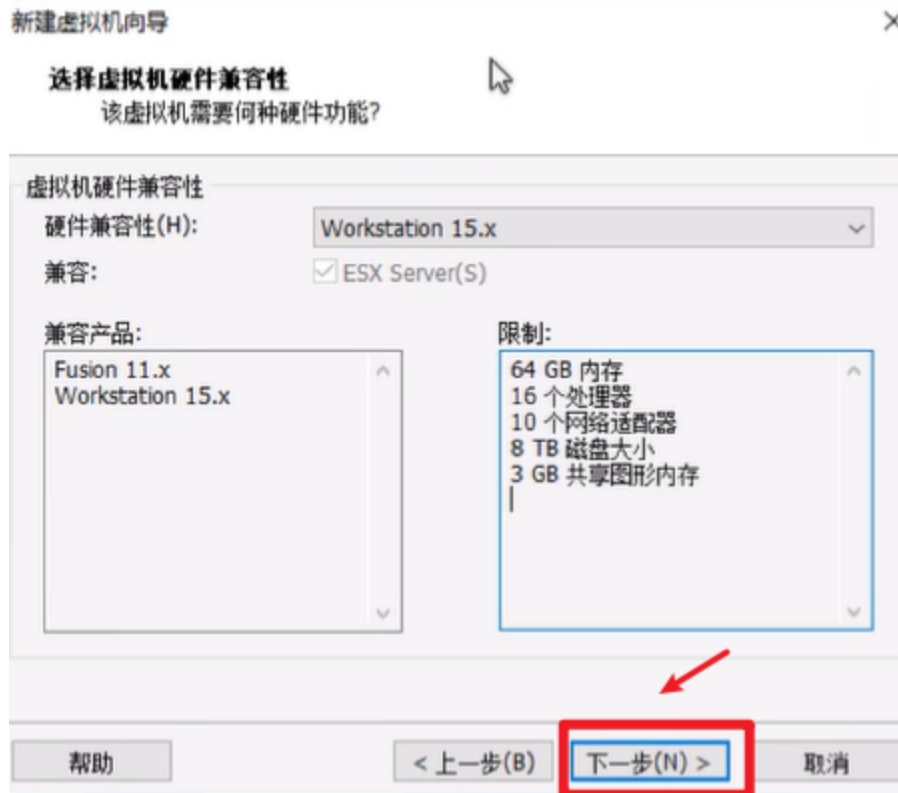 新建虚拟机向导
选择虚拟机硬件兼容性
该虚拟机需要何种硬件功能?
虚拟机硬件兼容性
硬件兼容性(H):
Workstation 15.x
兼容:
ESX Server(S)
兼容产品:
Fusion 11.x
Workstation 15.x
限制:
64 GB 内存
16 个处理器
10 个网络适配器
8 TB 磁盘大小
3 GB 共享图形内存
帮助
< 上一步(B)
下一步(N) >
取消